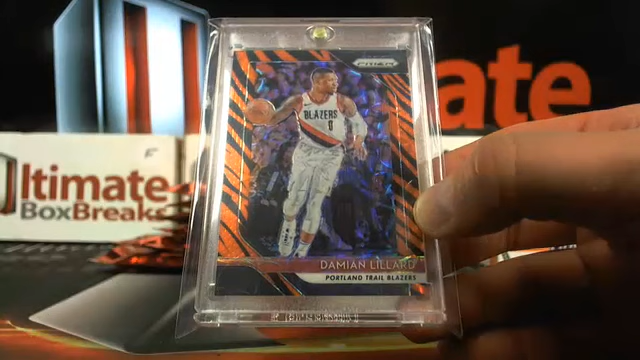 ltimate
BoxBreaks
ate
PRIZM
BLAZERS
0
DAMIAN LILLARD
PORTLAND TRAIL BLAZERS